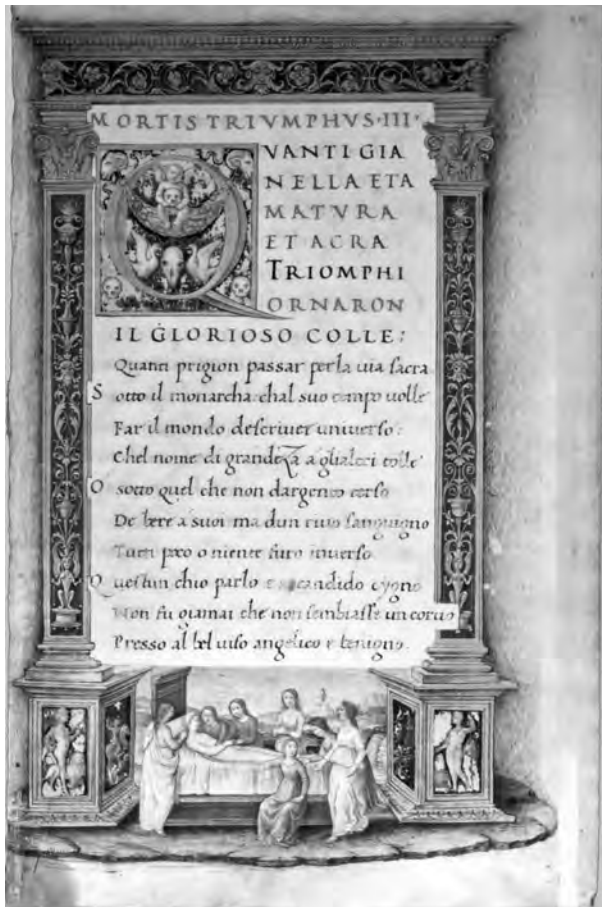 MORTIS TRIVMPHVS·III·
QVANTI GIA
NELLA ETA
MATVRA
ET ACRA
TRIOMPHI
ORNARON
IL GLORIOSO COLLE:
Quanti prigion passar per la uia sacra
Sotto il monarcha chal suo tempo uolle
Far il mondo descriuer uniuerso:
Chel nome di grandeza a glialtri tolle
O sotto quel che non dargento terso
De bere a suoi ma dun riuo sanguigno
Tutti poco o niente furo inuerso
Questun chio parlo e candido cygno
Non fu giamai che non sembiasse un coruo
Presso al bel uiso angelico e benigno.